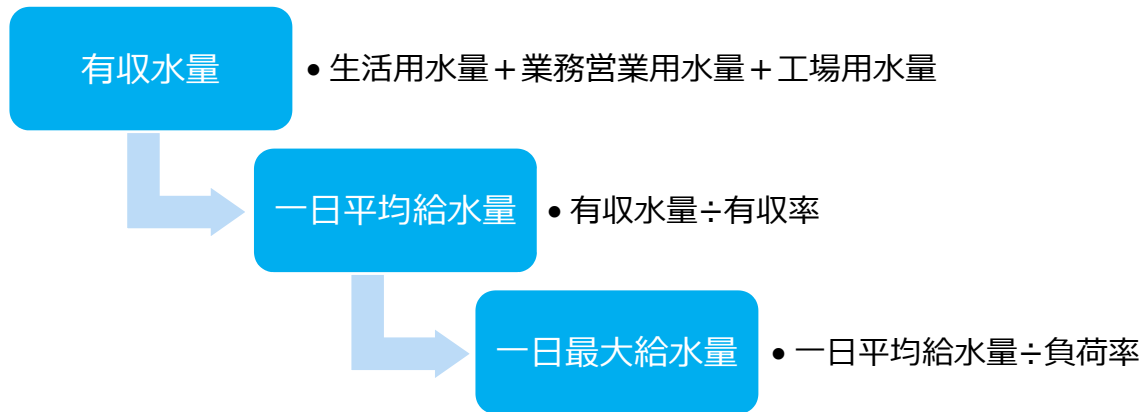 有収水量
• 生活用水量＋業務営業用水量＋工場用水量
一日平均給水量
• 有収水量÷有収率
一日最大給水量
• 一日平均給水量÷負荷率